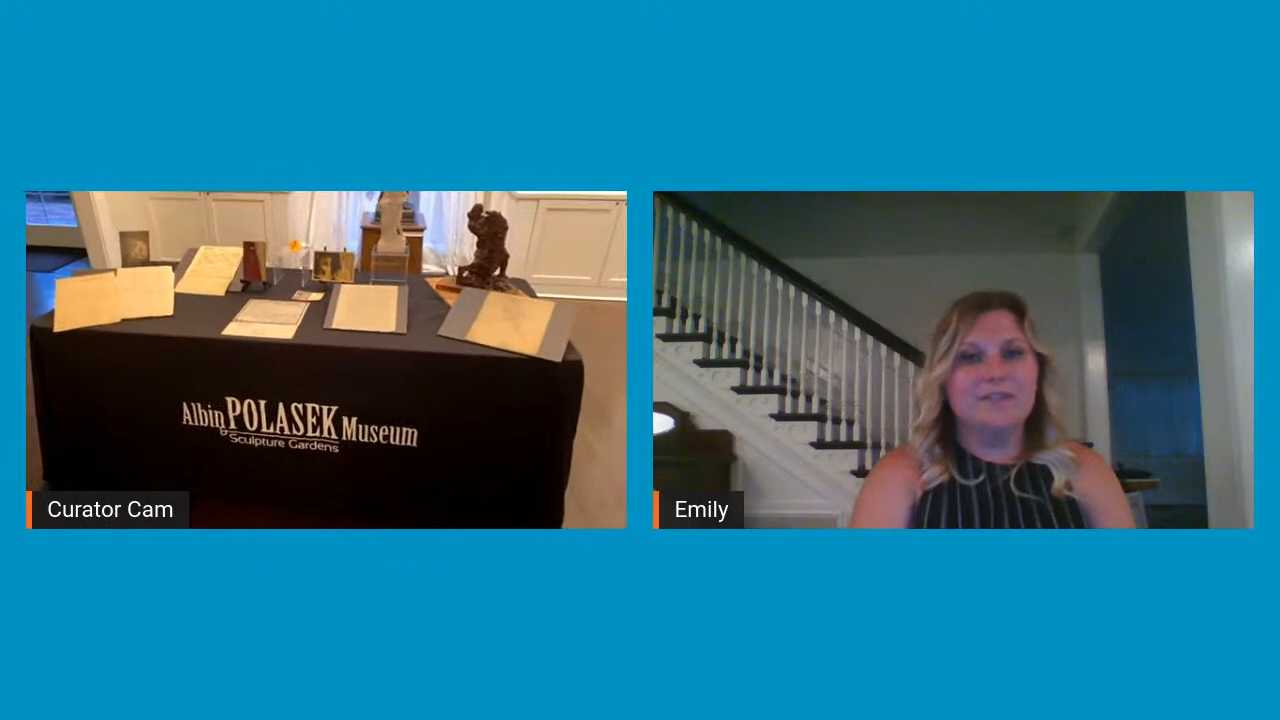 Albin POLASEK Museum
& Sculpture Gardens
Curator Cam
Emily